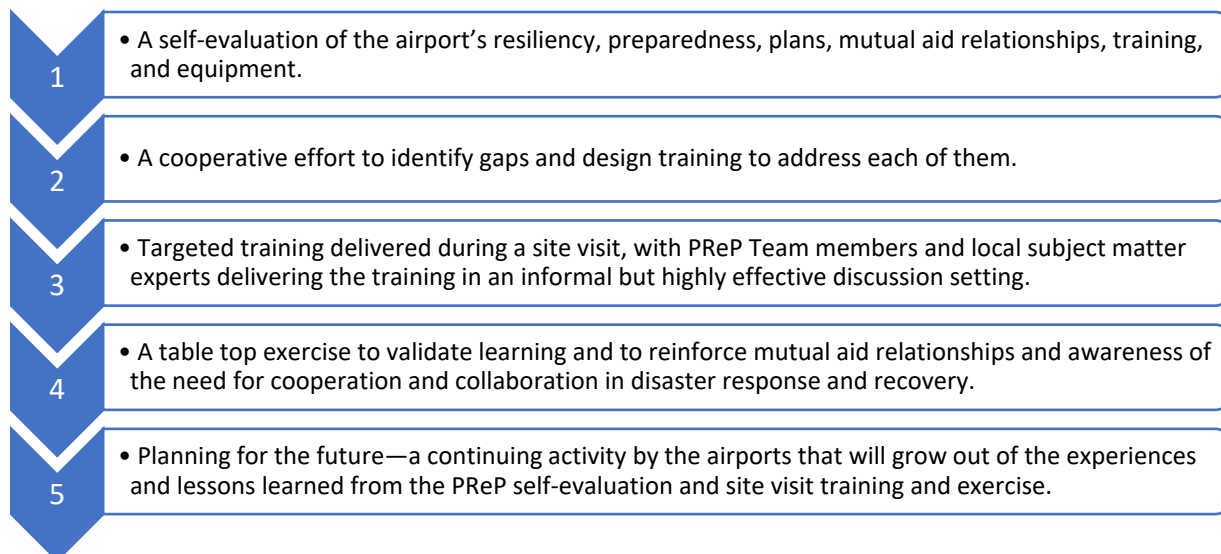 1
• A self-evaluation of the airport’s resiliency, preparedness, plans, mutual aid relationships, training,
and equipment.
2
• A cooperative effort to identify gaps and design training to address each of them.
3
• Targeted training delivered during a site visit, with PReP Team members and local subject matter
experts delivering the training in an informal but highly effective discussion setting.
4
• A table top exercise to validate learning and to reinforce mutual aid relationships and awareness of
the need for cooperation and collaboration in disaster response and recovery.
5
• Planning for the future—a continuing activity by the airports that will grow out of the experiences
and lessons learned from the PReP self-evaluation and site visit training and exercise.